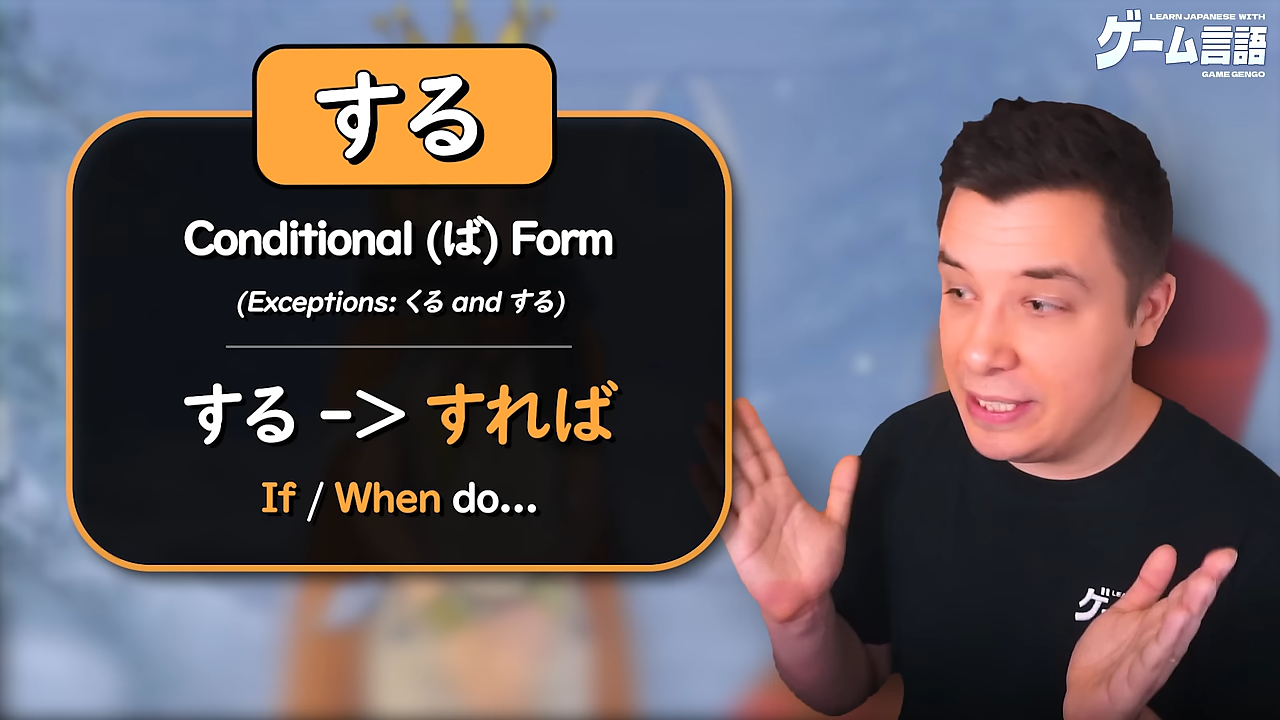 LEARN JAPANESE WITH
ゲーム言語
GAME GENGO
する
Conditional (ば) Form
(Exceptions: くる and する)
する -> すれば
If / When do...